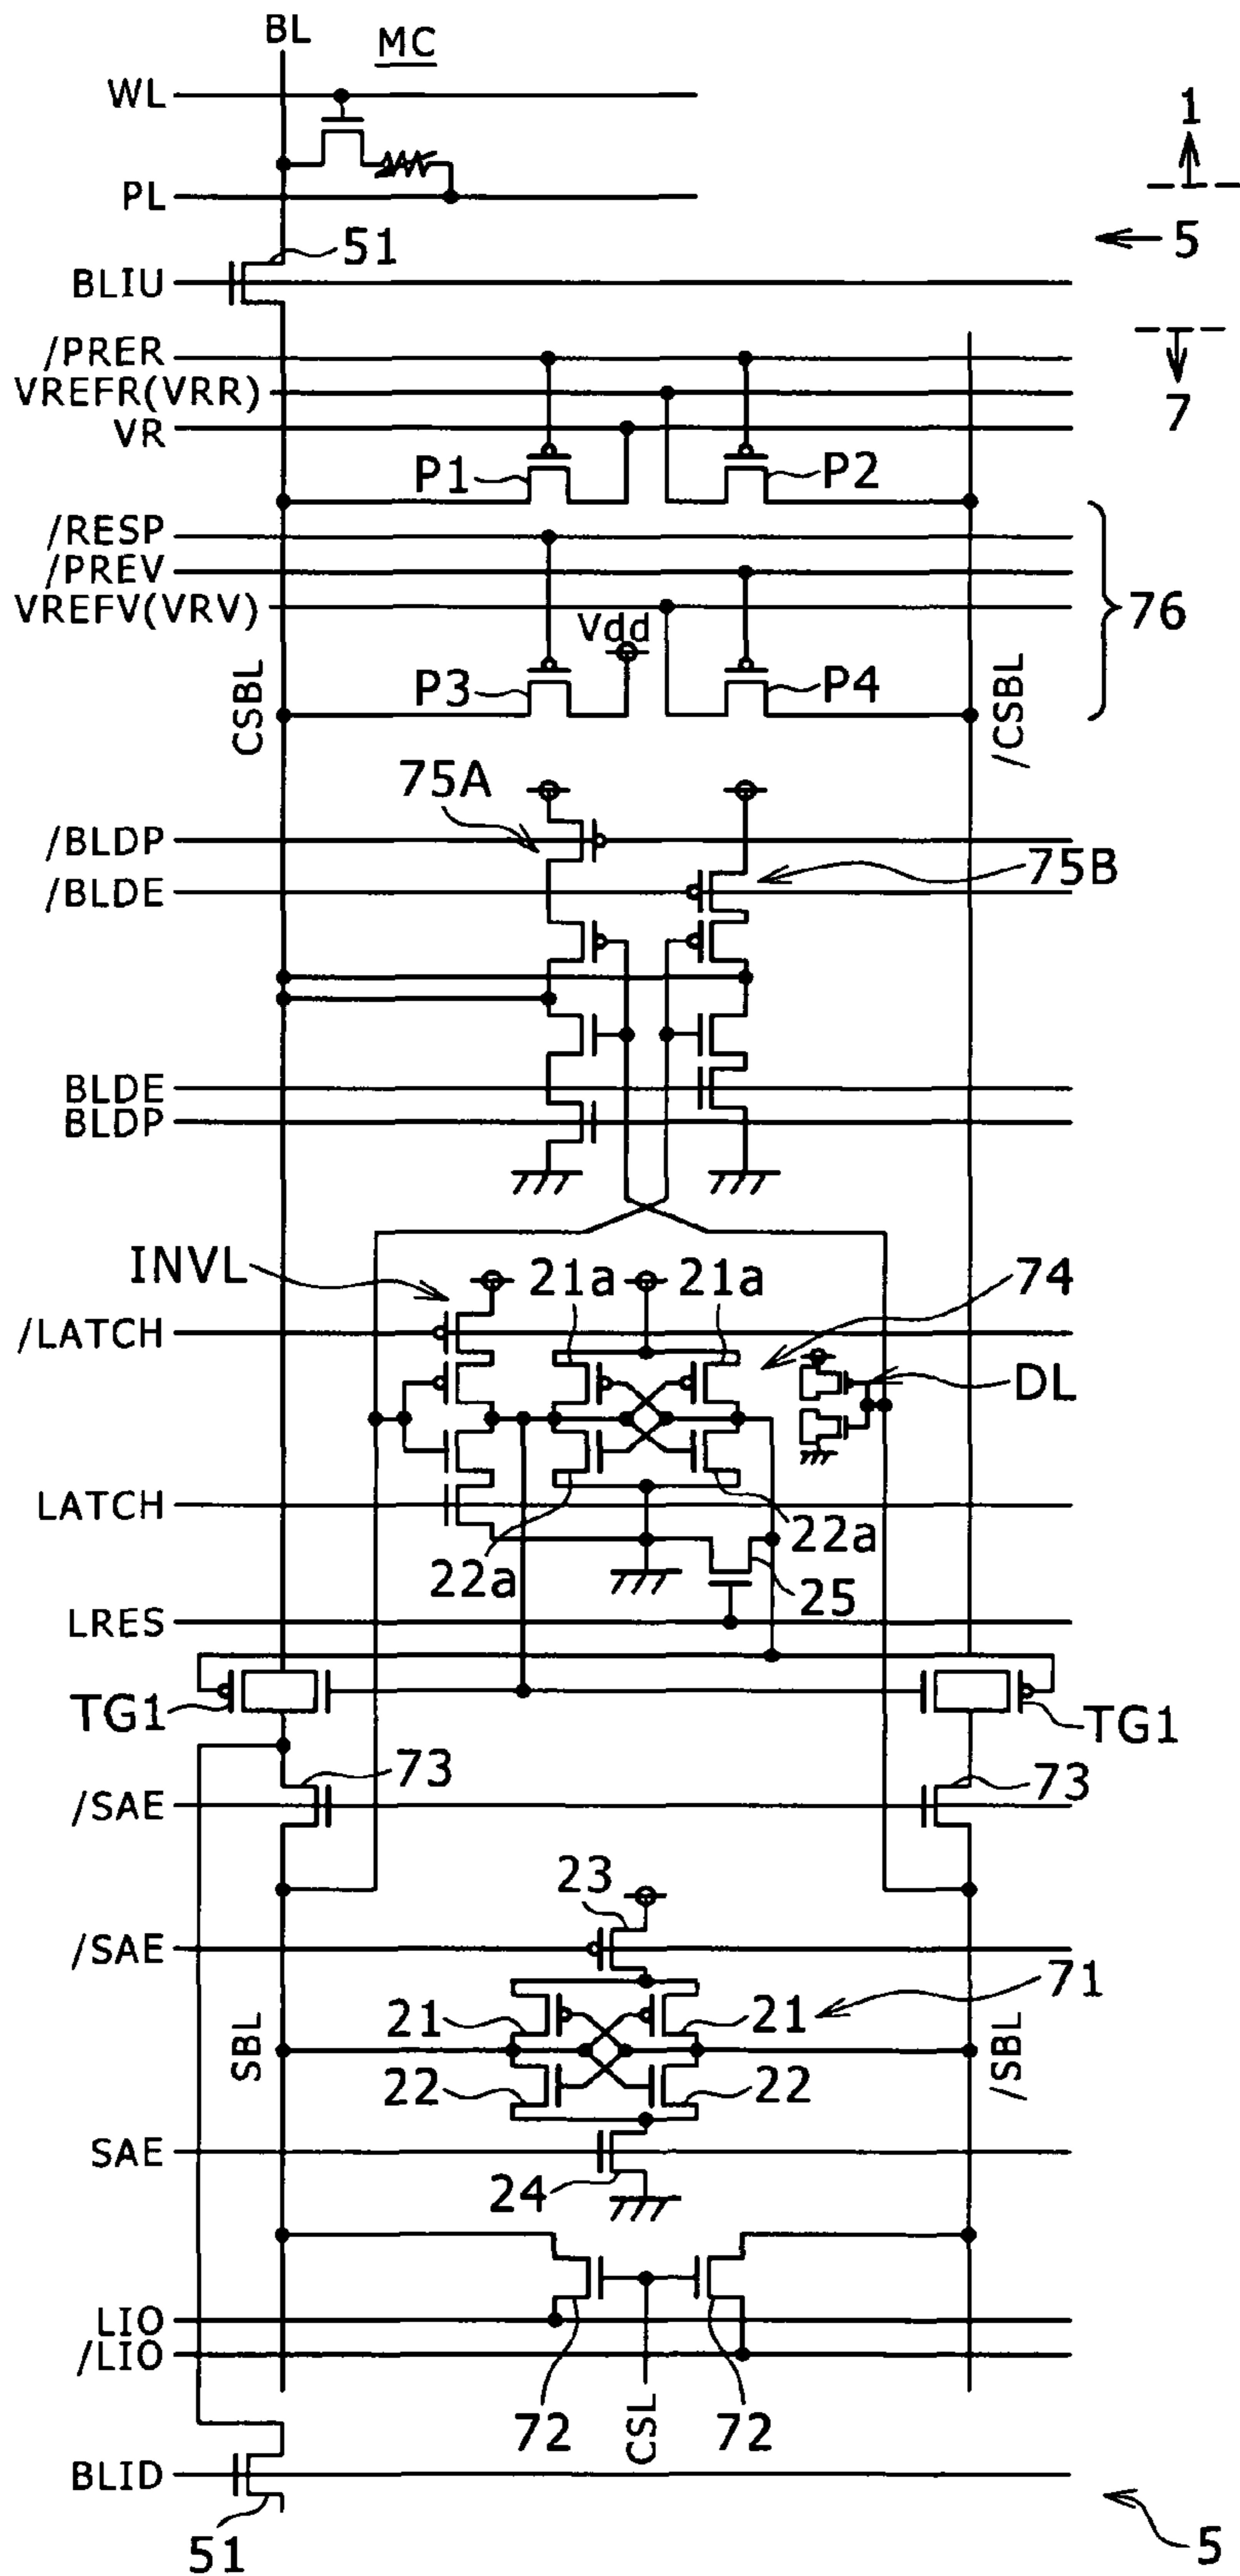 BL
MC
WL
1
PL
51
5
BLIU
/PRER
VREFR(VRR)
7
VR
P1
P2
/RESP
/PREV
VREFV(VRV)
76
Vdd
CSBL
P3
P4
/CSBL
75A
/BLDP
75B
/BLDE
BLDE
BLDP
INVL
21a
21a
74
/LATCH
DL
LATCH
22a
22a
25
LRES
TG1
TG1
73
73
/SAE
23
/SAE
71
SBL
21
21
/SBL
22
22
SAE
24
LIO
/LIO
72
CSL
72
BLID
51
5